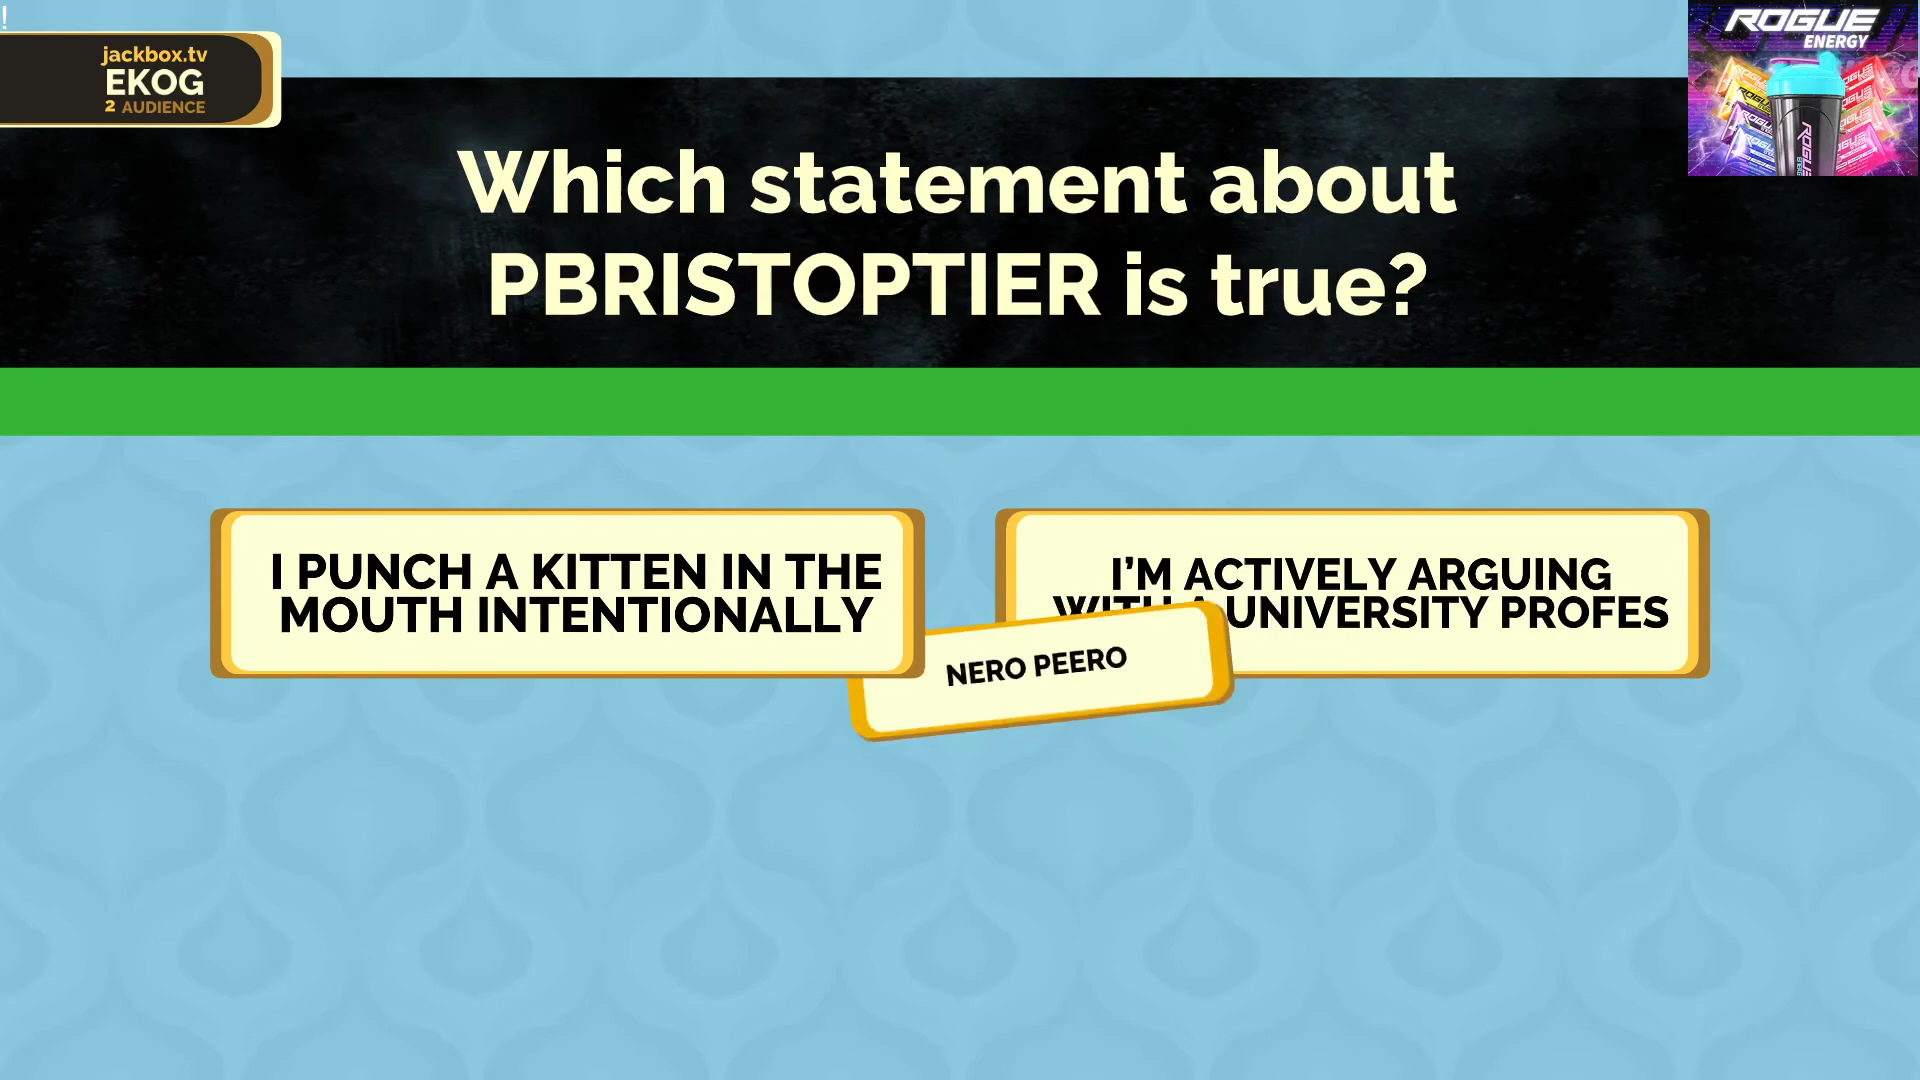 !
jackbox.tv
EKOG
2 AUDIENCE
ROGUE
ENERGY
Which statement about
PBRISTOPTIER is true?
I PUNCH A KITTEN IN THE
MOUTH INTENTIONALLY
I’M ACTIVELY ARGUING
WITH A UNIVERSITY PROFES
NERO PEERO